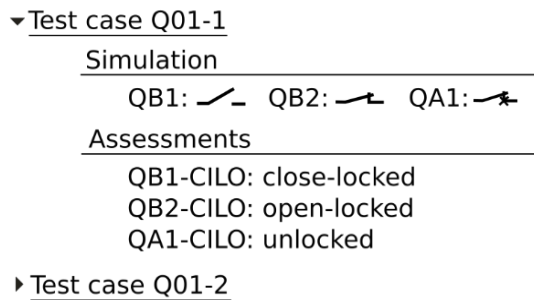 Test case Q01-1
Simulation
QB1: QB2: QA1:
Assessments
QB1-CILO: close-locked
QB2-CILO: open-locked
QA1-CILO: unlocked
Test case Q01-2